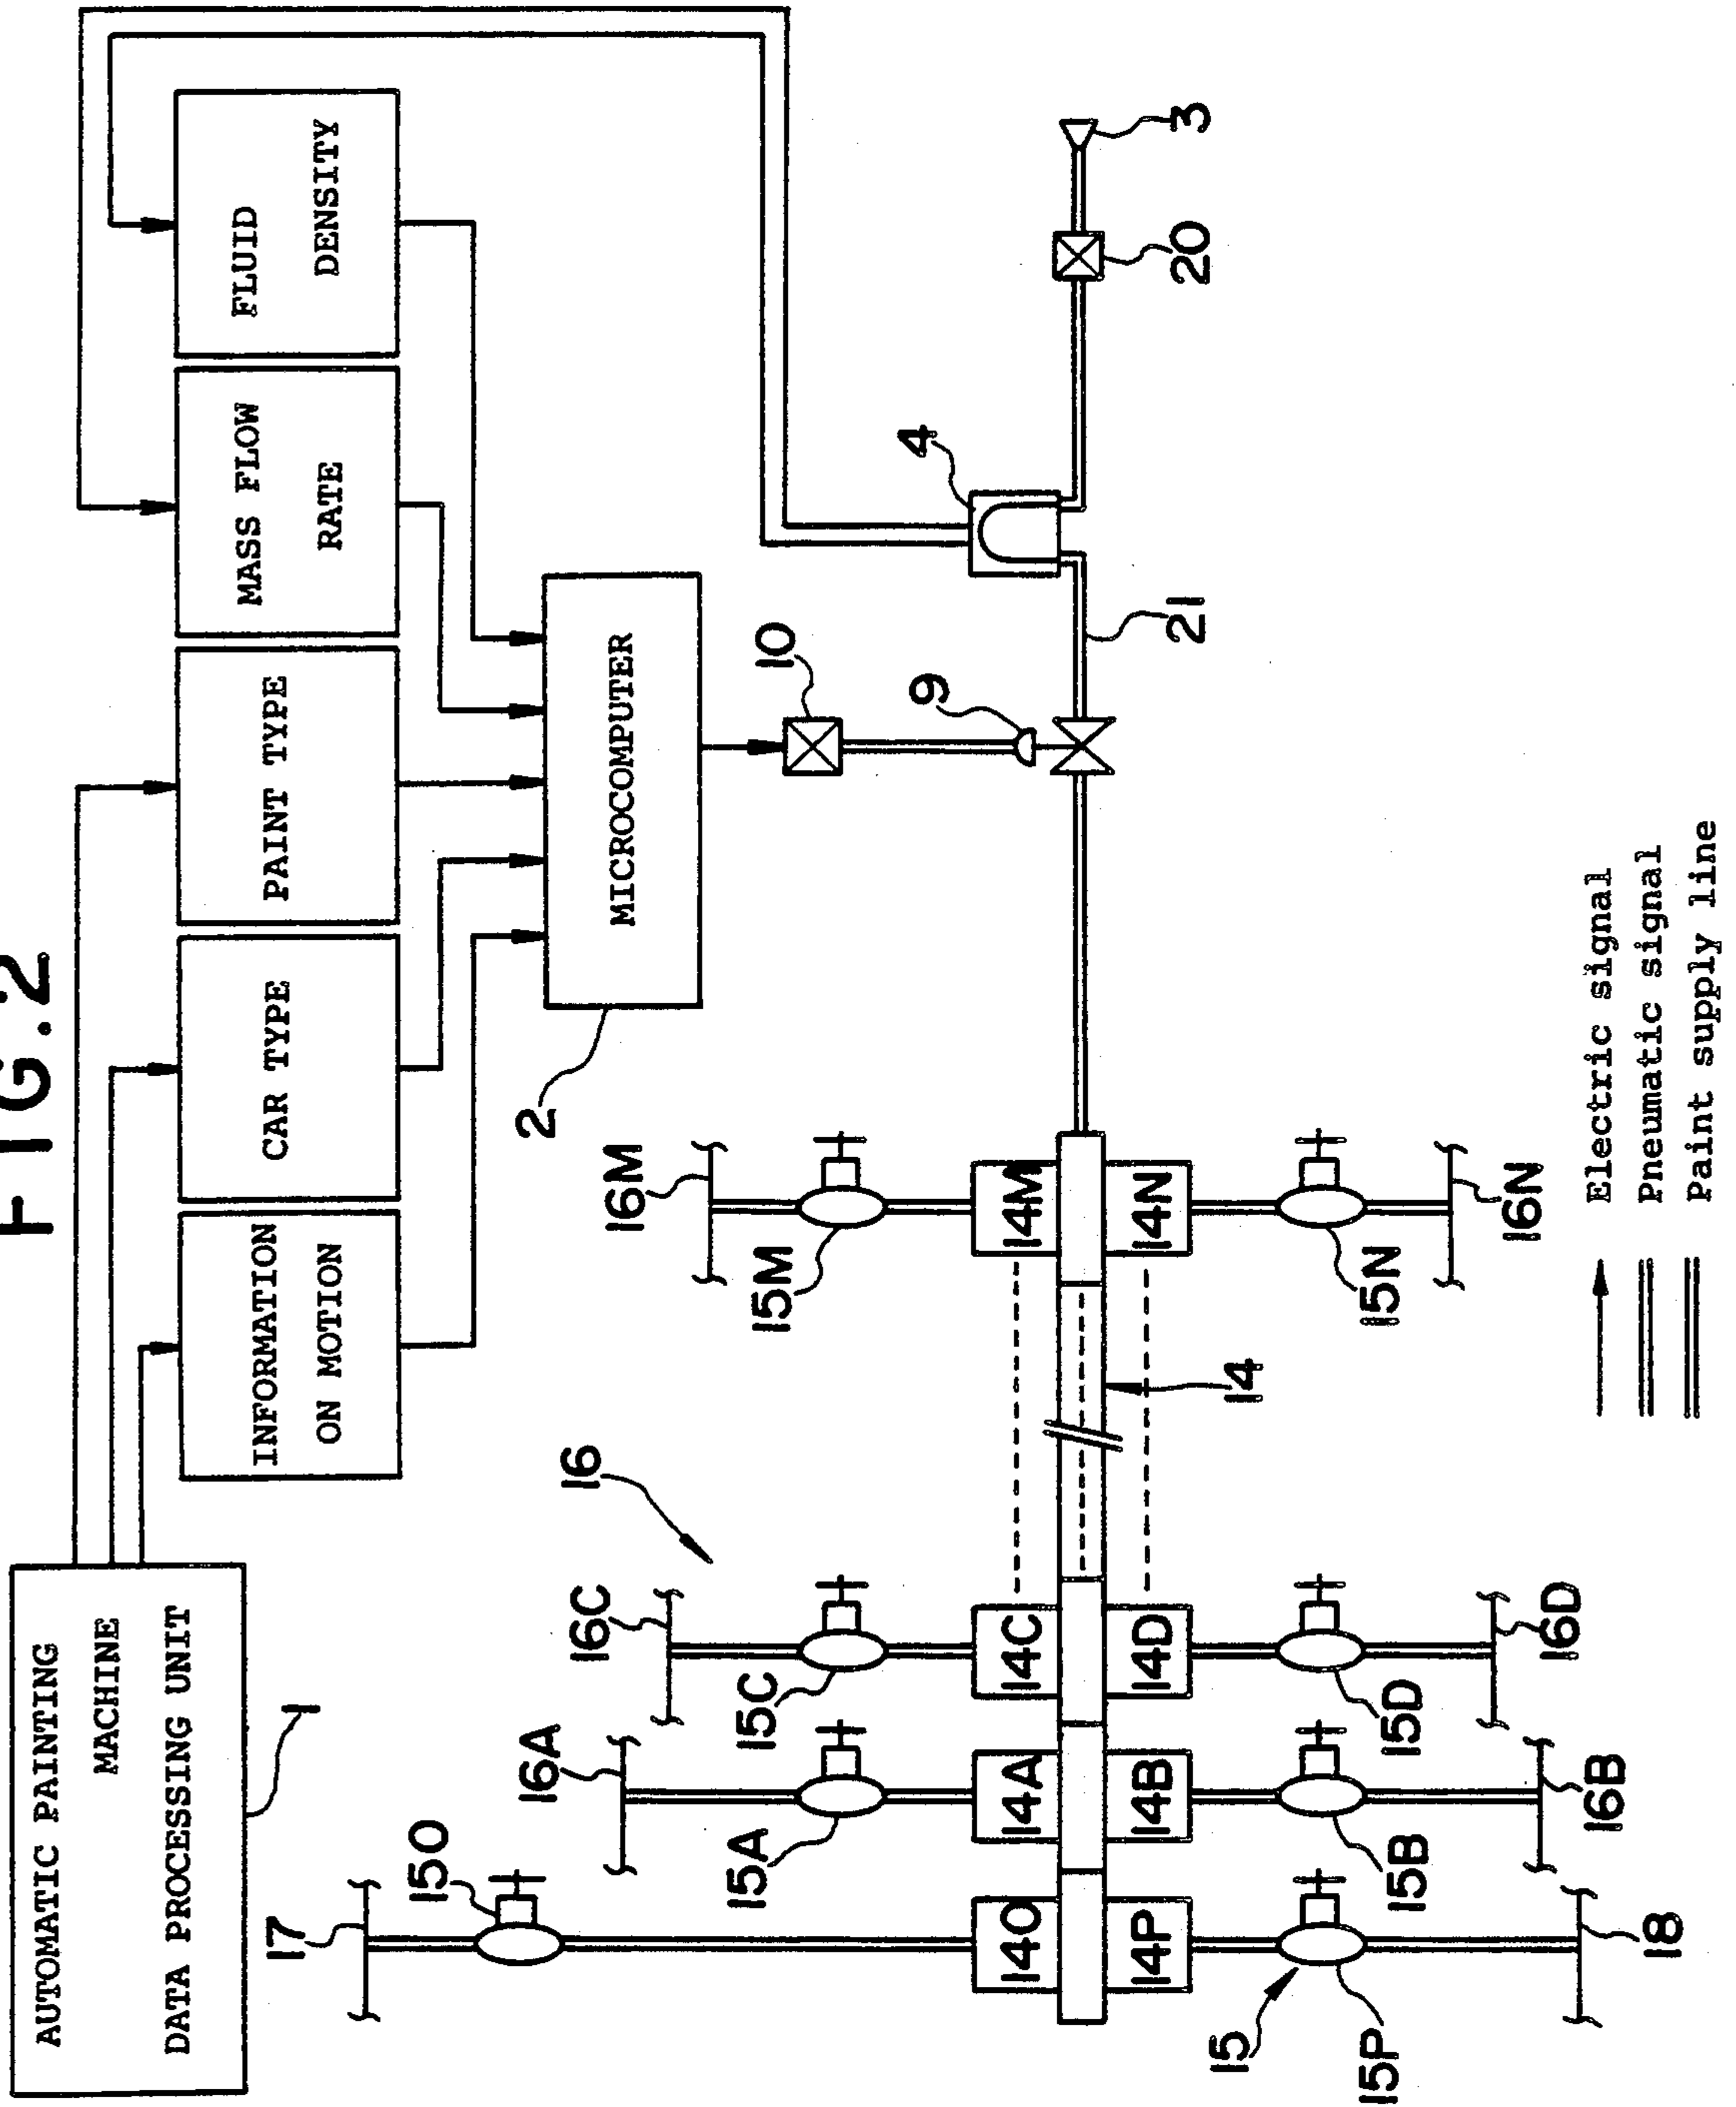 FIG.2
AUTOMATIC PAINTING
MACHINE
DATA PROCESSING UNIT
1
INFORMATION
ON MOTION
CAR TYPE
PAINT TYPE
MASS FLOW
RATE
FLUID
DENSITY
MICROCOMPUTER
2
10
9
4
21
20
3
17
150
16A
15A
16C
15C
16
16M
15M
140
14A
14C
14M
14P
14B
14D
14N
14
15
15P
18
15B
16B
15D
16D
15N
16N
Electric signal
Pneumatic signal
Paint supply line